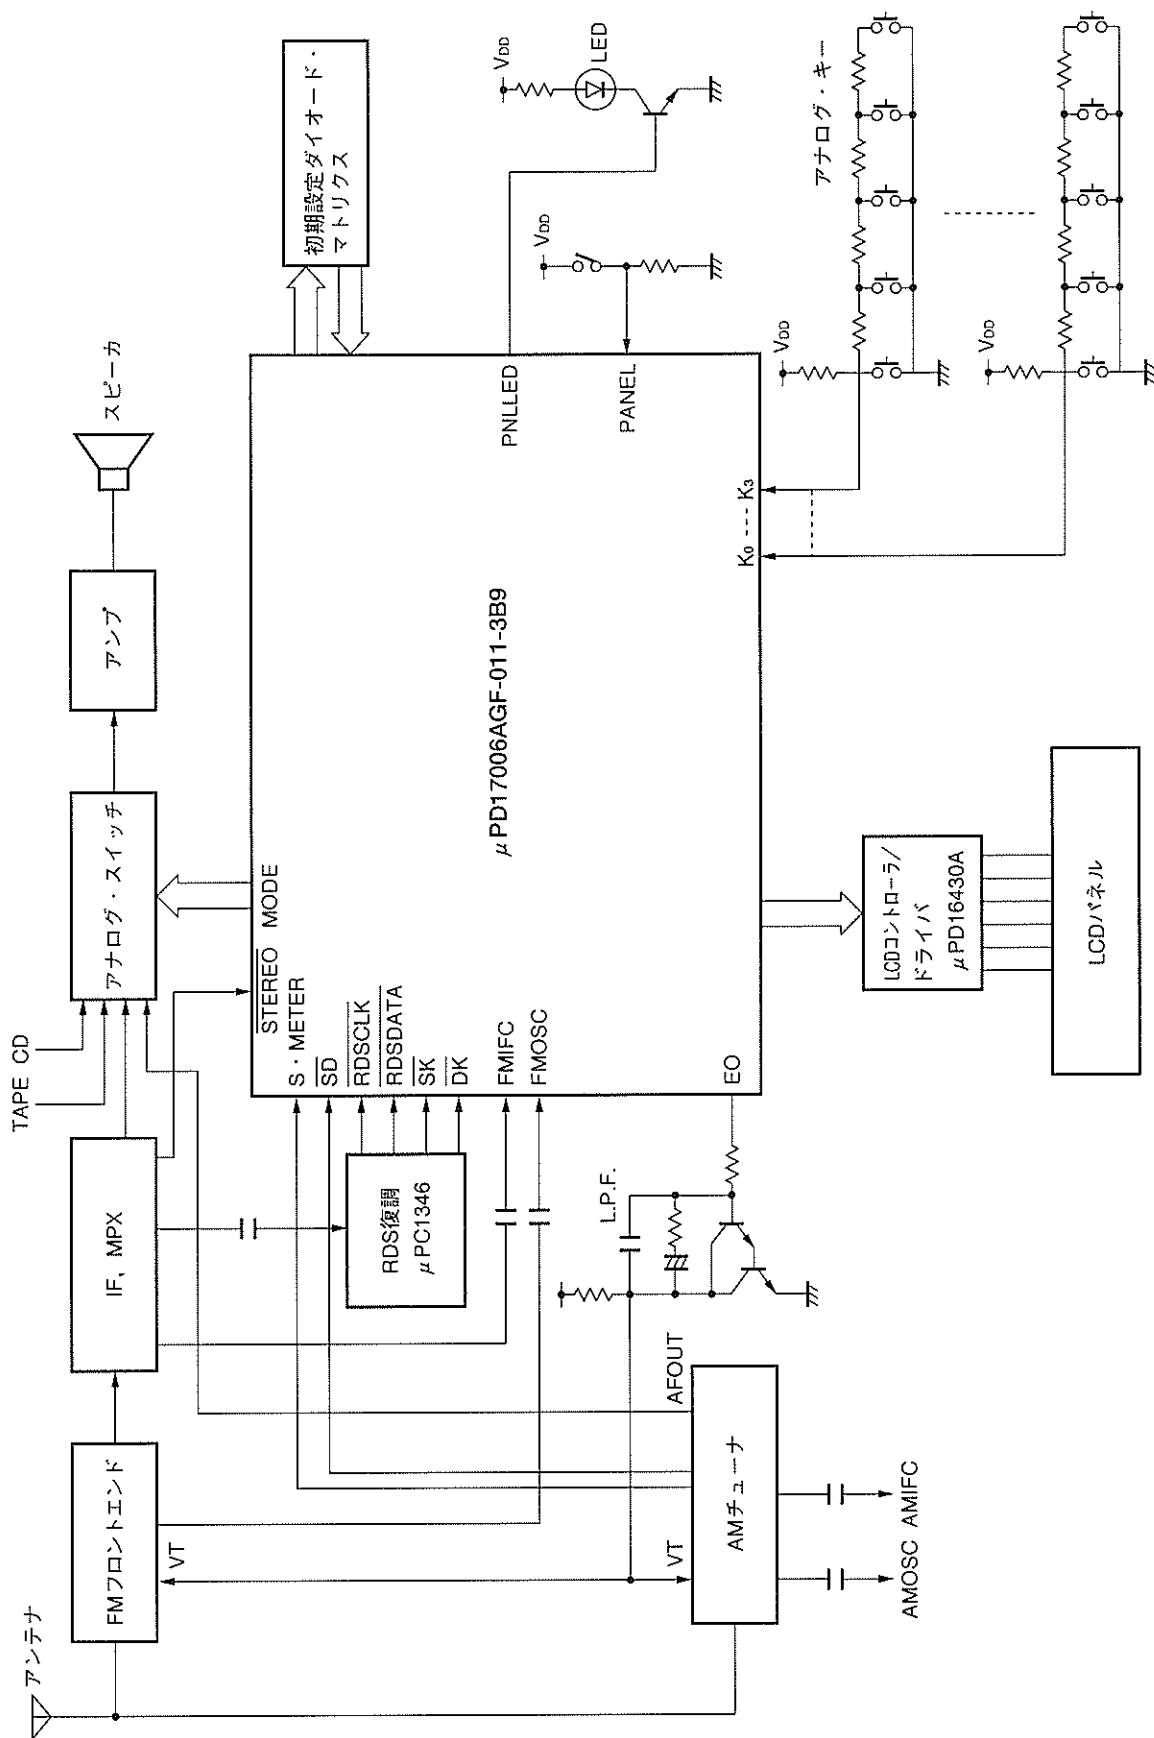 アンテナ
FMフロントエンド
VT
IF, MPX
TAPE CD
アナログ・スイッチ
アンプ
スピーカ
初期設定ダイオード・
マトリクス
STEREO
MODE
S・METER
SD
RDSCLK
RDSDATA
SK
DK
FMIFC
FMOSC
EO
RDS復調
μPC1346
L.P.F.
μPD17006AGF-011-3B9
PNLLED
PANEL
K0 ---- K3
VDD
LED
VDD
アナログ・キー
VDD
VDD
AFOUT
VT
AMチューナ
AMOSC AMIFC
LCDコントローラ/
ドライバ
μPD16430A
LCDパネル